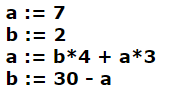 a := 7
b := 2
a := b*4 + a*3
b := 30 - a